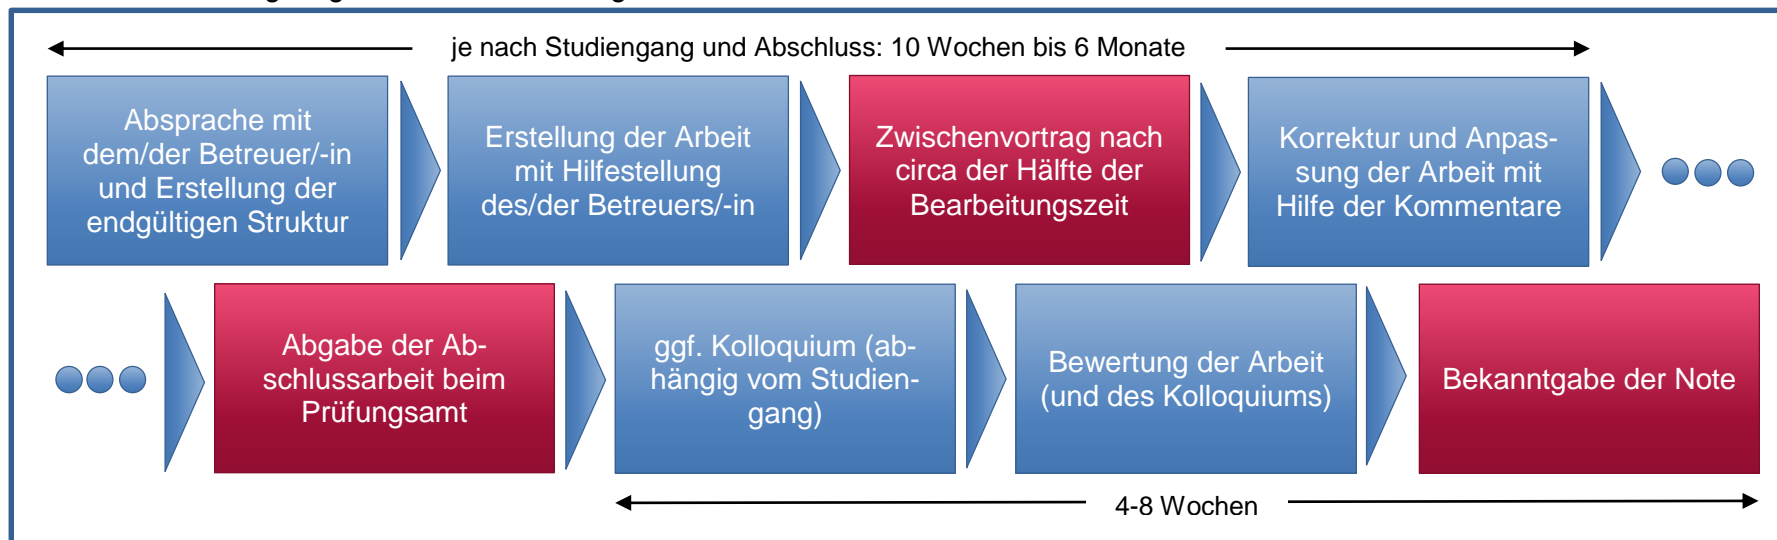 je nach Studiengang und Abschluss: 10 Wochen bis 6 Monate
Absprache mit
dem/der Betreuer/-in
und Erstellung der
endgültigen Struktur
Erstellung der Arbeit
mit Hilfestellung
des/der Betreuers/-in
Zwischenvortrag nach
circa der Hälfte der
Bearbeitungszeit
Korrektur und Anpas-
sung der Arbeit mit
Hilfe der Kommentare
Abgabe der Ab-
schlussarbeit beim
Prüfungsamt
ggf. Kolloquium (ab-
hängig vom Studien-
gang)
Bewertung der Arbeit
(und des Kolloquiums)
Bekanntgabe der Note
4-8 Wochen